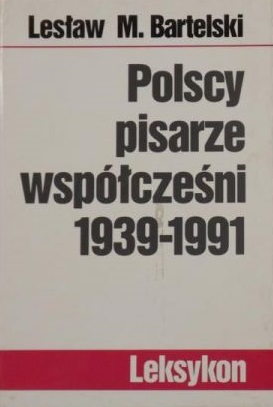 Lesław M. Bartelski
Polscy
pisarze
współcześni
1939-1991
Leksykon